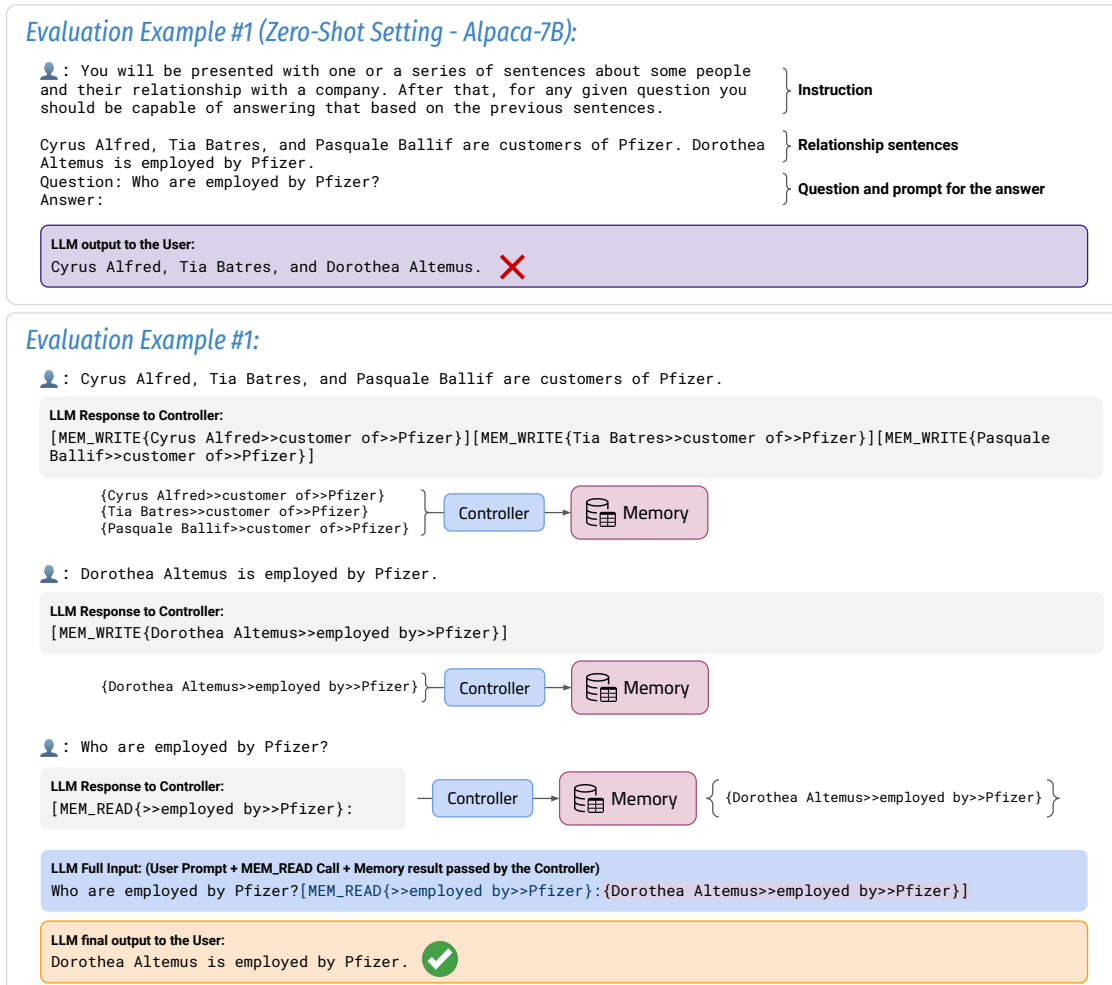 Evaluation Example #1 (Zero-Shot Setting - Alpaca-7B):
: You will be presented with one or a series of sentences about some people
and their relationship with a company. After that, for any given question you
should be capable of answering that based on the previous sentences.
Instruction
Cyrus Alfred, Tia Batres, and Pasquale Ballif are customers of Pfizer. Dorothea
Altemus is employed by Pfizer.
Relationship sentences
Question: Who are employed by Pfizer?
Answer:
Question and prompt for the answer
LLM output to the User:
Cyrus Alfred, Tia Batres, and Dorothea Altemus.
Evaluation Example #1:
: Cyrus Alfred, Tia Batres, and Pasquale Ballif are customers of Pfizer.
LLM Response to Controller:
[MEM_WRITE{Cyrus Alfred>>customer of>>Pfizer}][MEM_WRITE{Tia Batres>>customer of>>Pfizer}][MEM_WRITE{Pasquale
Ballif>>customer of>>Pfizer}]
{Cyrus Alfred>>customer of>>Pfizer}
{Tia Batres>>customer of>>Pfizer}
{Pasquale Ballif>>customer of>>Pfizer}
Controller
Memory
: Dorothea Altemus is employed by Pfizer.
LLM Response to Controller:
[MEM_WRITE{Dorothea Altemus>>employed by>>Pfizer}]
{Dorothea Altemus>>employed by>>Pfizer}
Controller
Memory
: Who are employed by Pfizer?
LLM Response to Controller:
[MEM_READ{>>employed by>>Pfizer}:
Controller
Memory
{Dorothea Altemus>>employed by>>Pfizer}
LLM Full Input: (User Prompt + MEM_READ Call + Memory result passed by the Controller)
Who are employed by Pfizer?[MEM_READ{>>employed by>>Pfizer}:{Dorothea Altemus>>employed by>>Pfizer}]
LLM final output to the User:
Dorothea Altemus is employed by Pfizer.